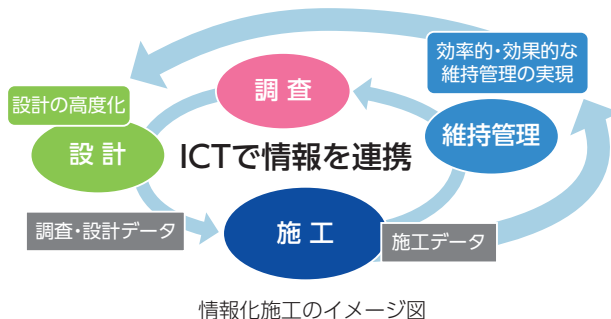 効率的・効果的な
維持管理の実現
調査
設計の高度化
維持管理
設計
ICTで情報を連携
調査・設計データ
施工
施工データ
情報化施工のイメージ図